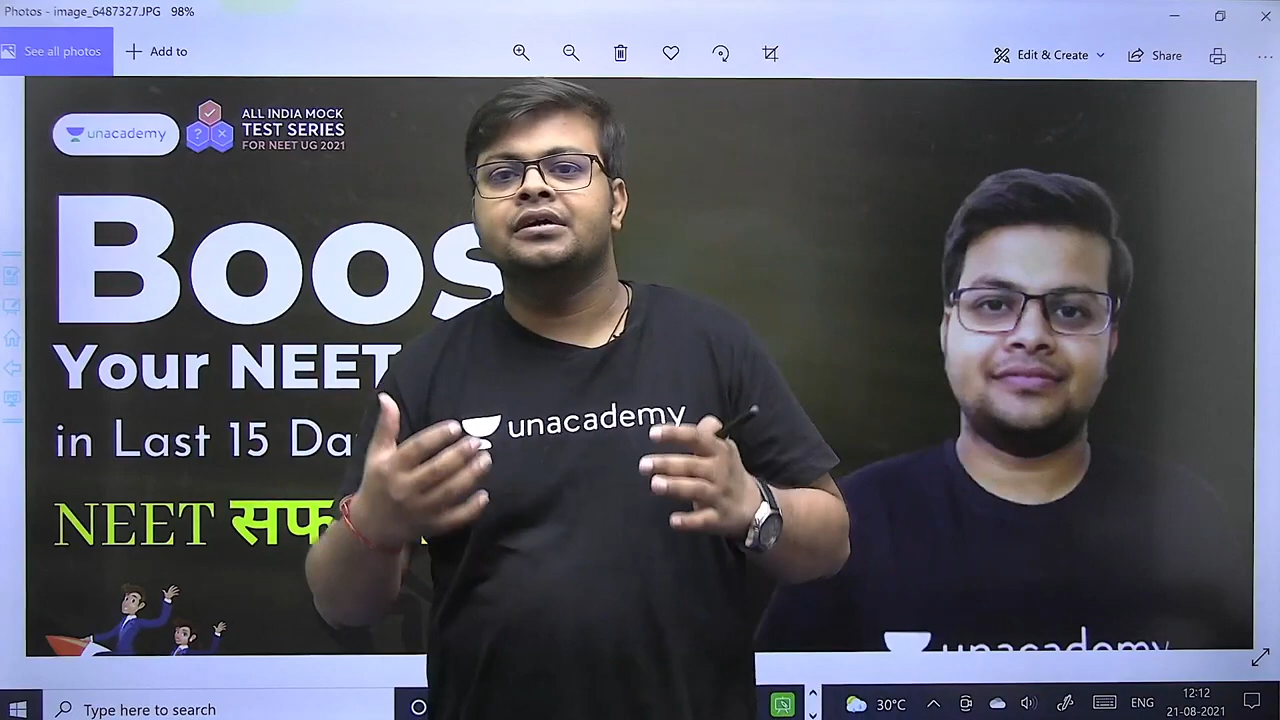 Photos - image_6487327.JPG 98%
See all photos
Add to
Edit & Create
Share
unacademy
ALL INDIA MOCK
TEST SERIES
FOR NEET UG 2021
Boos
Your NEET
in Last 15 Da
NEET सफ
unacademy
unacademy
Type here to search
30°C
ENG
12:12
21-08-2021